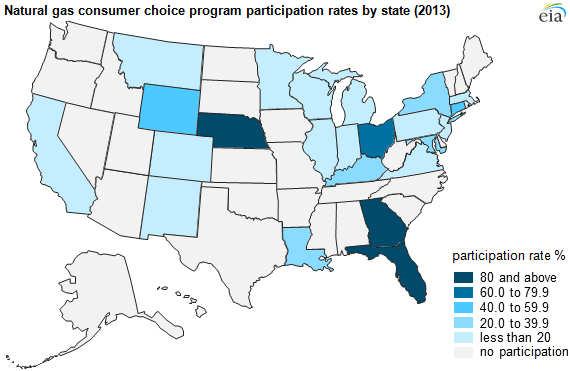 Natural gas consumer choice program participation rates by state (2013)
eia
participation rate %
80 and above
60.0 to 79.9
40.0 to 59.9
20.0 to 39.9
less than 20
no participation